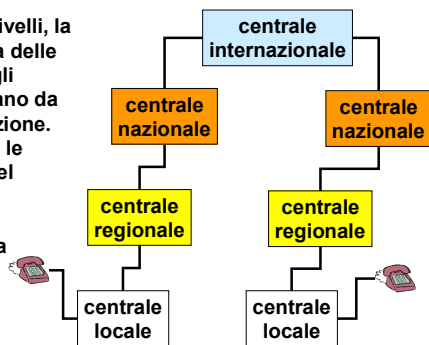 livelli, la
delle
gli
ano da
zione.
le
el
a
centrale
internazionale
centrale
nazionale
centrale
nazionale
centrale
regionale
centrale
regionale
centrale
locale
centrale
locale